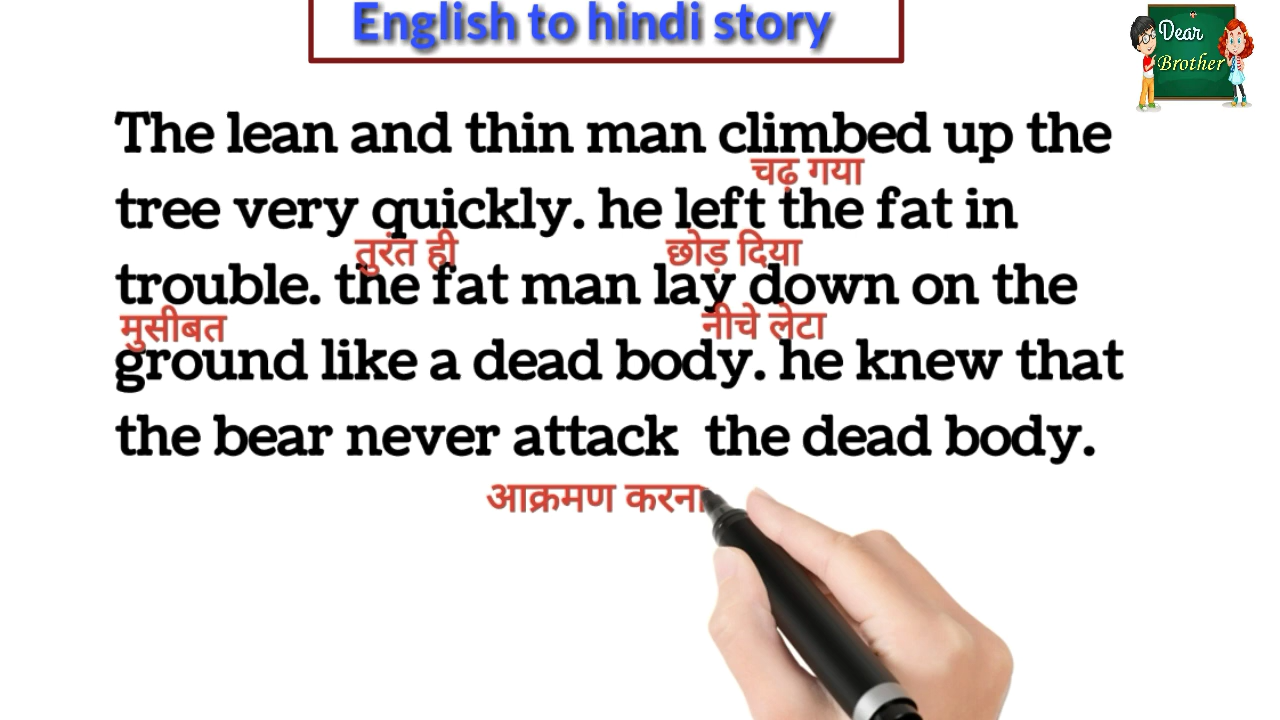 English to hindi story
Dear
Brother
The lean and thin man climbed up the
चढ़ गया
tree very quickly. he left the fat in
तुरंत ही छोड़ दिया
trouble. the fat man lay down on the
मुसीबत नीचे लेटा
ground like a dead body. he knew that
the bear never attack the dead body.
आक्रमण करना